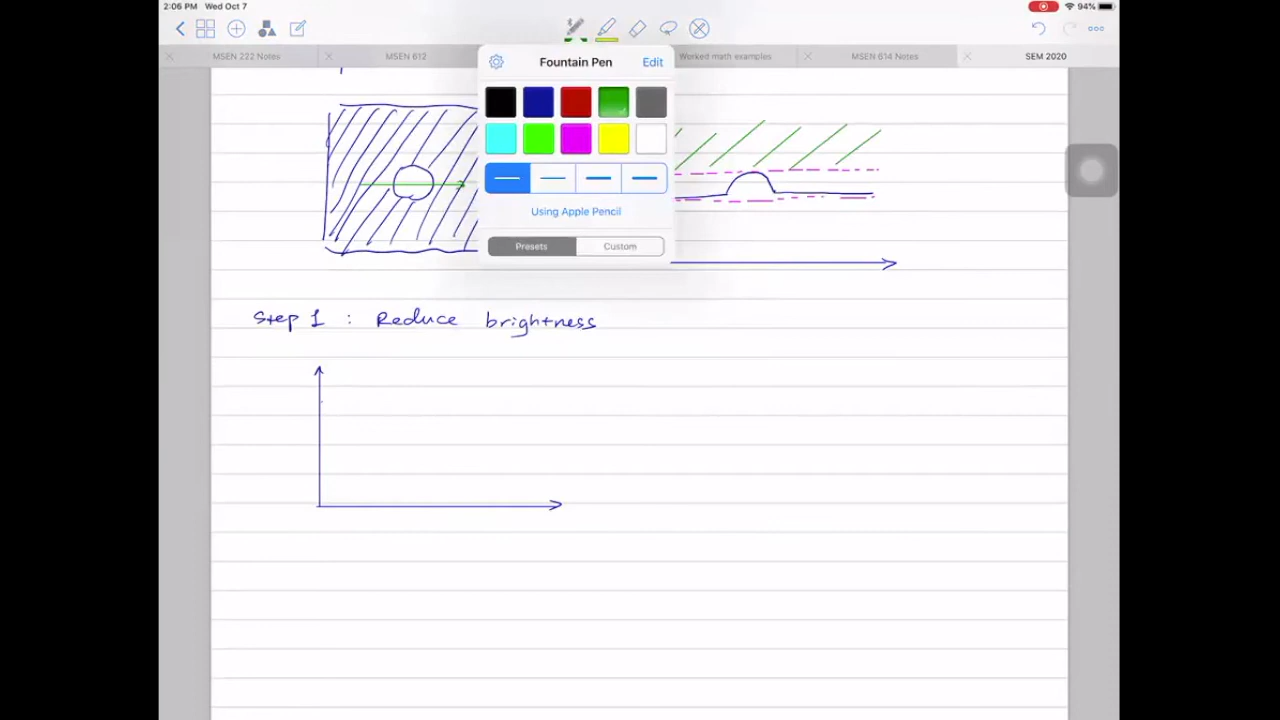 2:06 PM Wed Oct 7
94%
MSEN 222 Notes
MSEN 612
Worked math examples
MSEN 614 Notes
SEM 2020
Fountain Pen
Edit
Using Apple Pencil
Presets
Custom
Step 1 : Reduce brightness